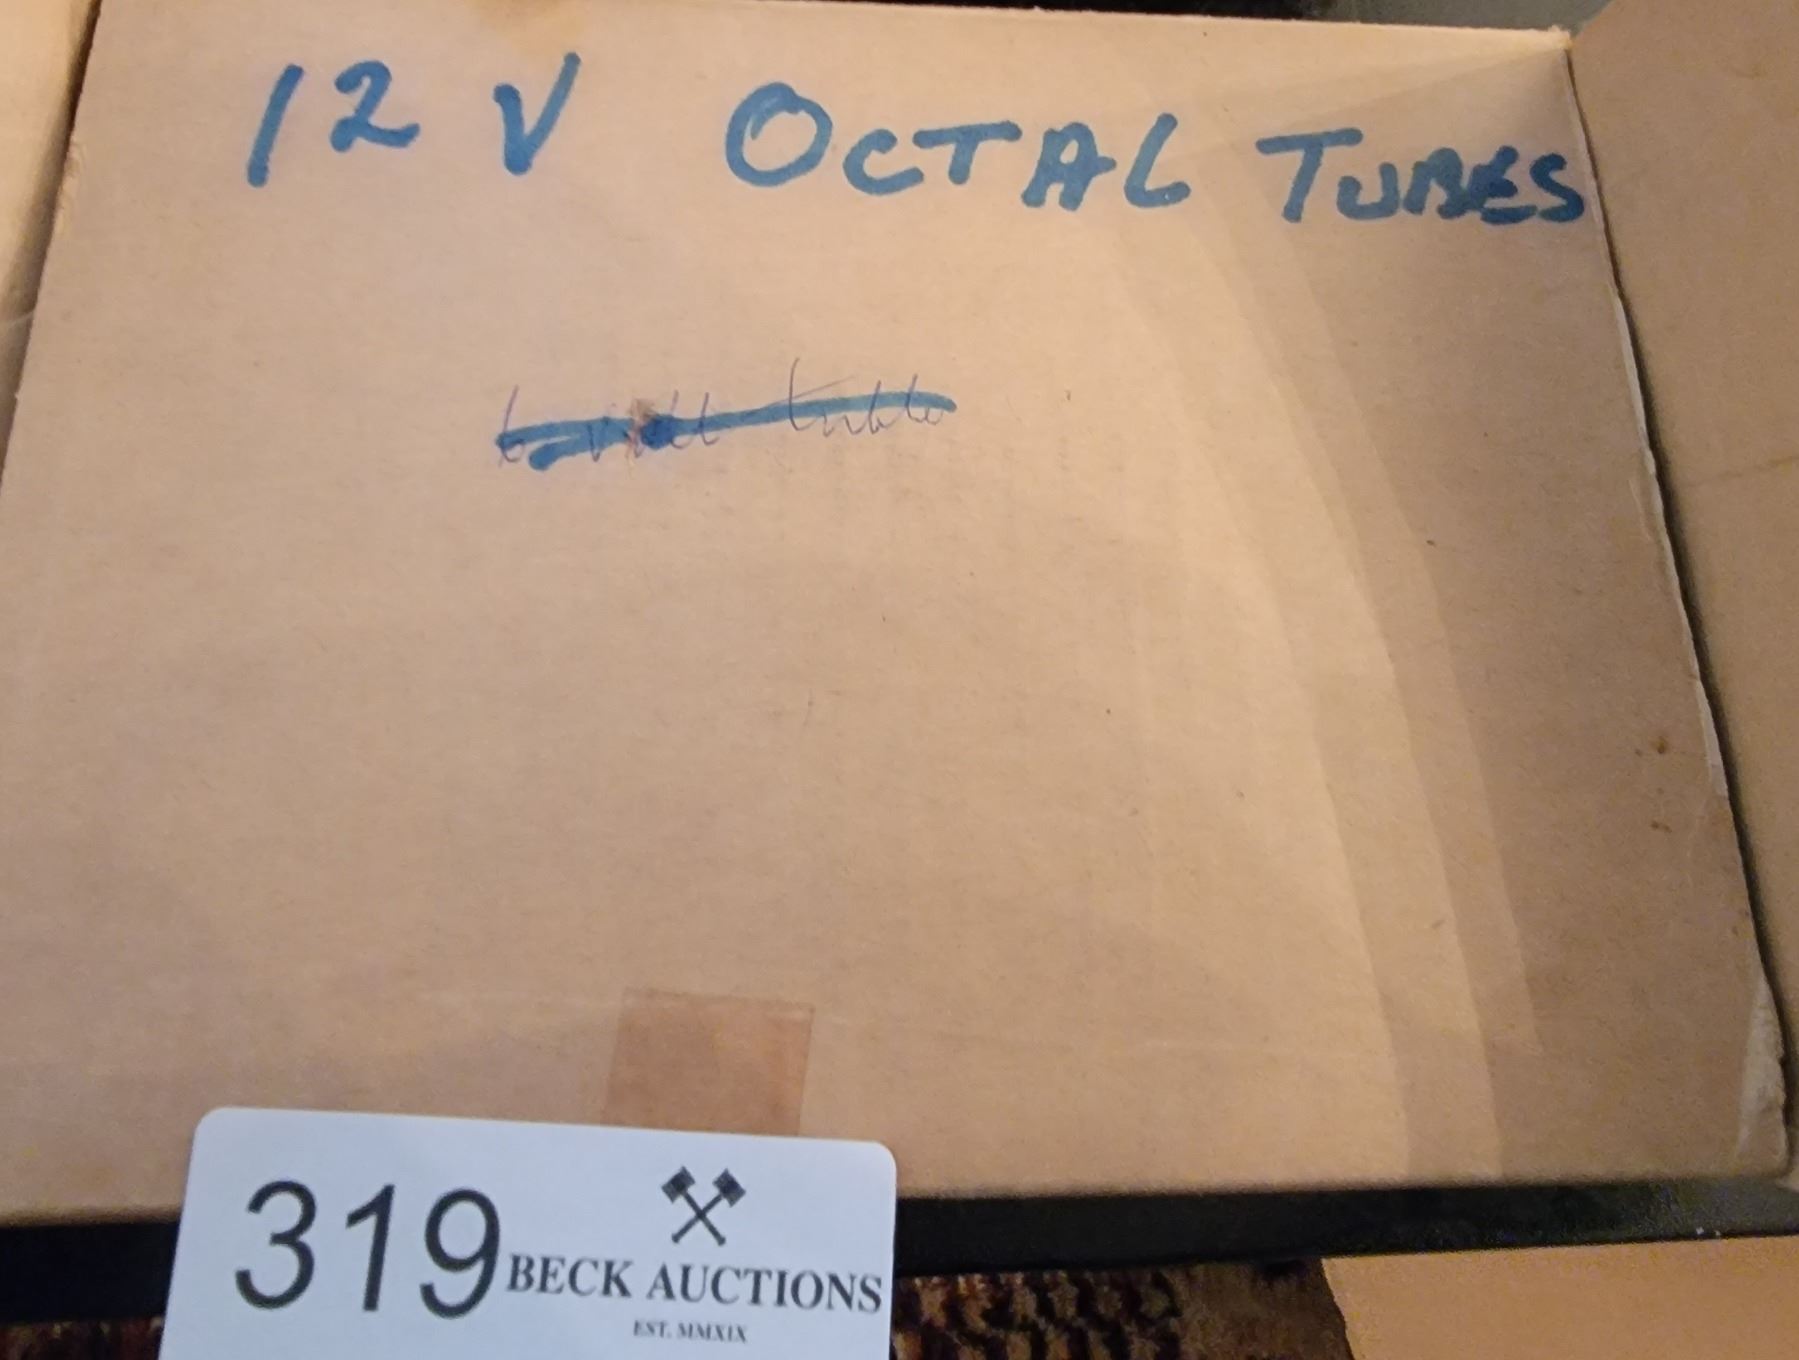 12 V OCTAL TUBES
319
BECK AUCTIONS
EST. MMXIX